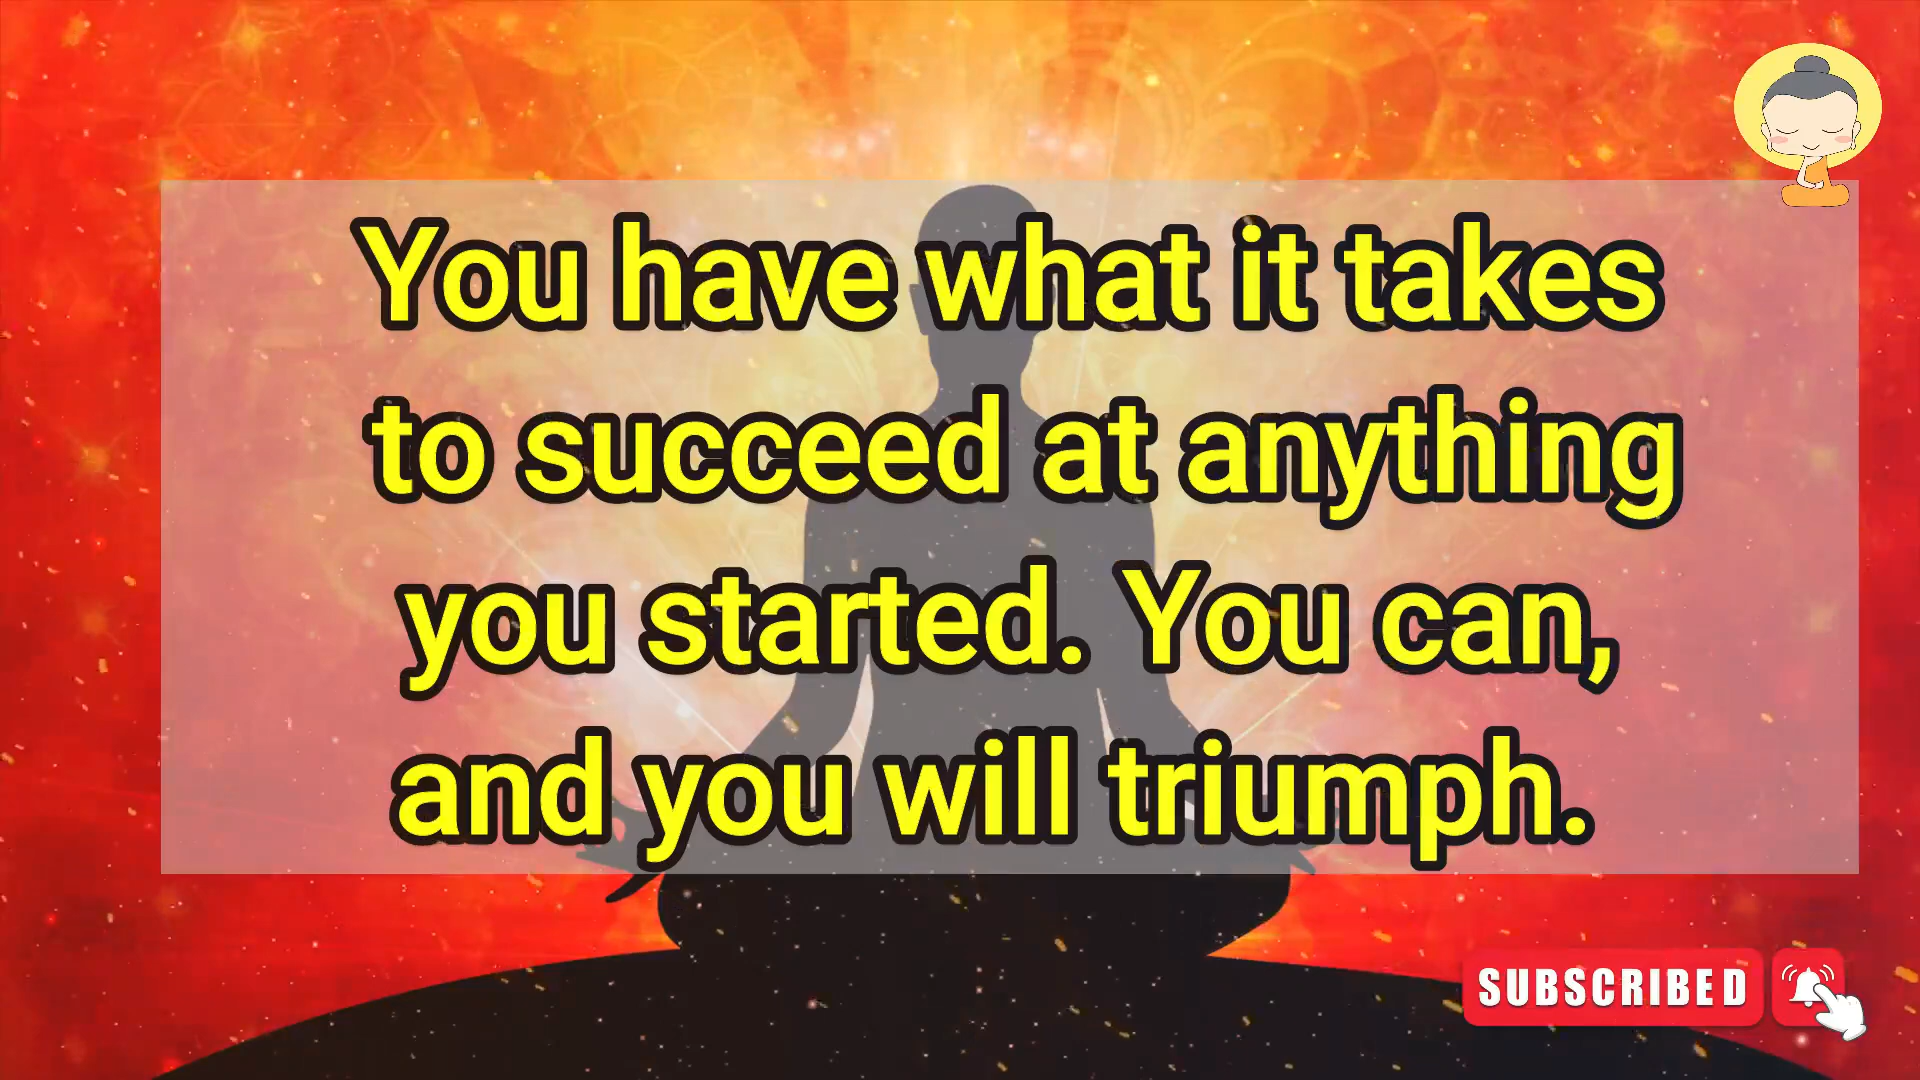 You have what it takes
to succeed at anything
you started. You can,
and you will triumph.
SUBSCRIBED